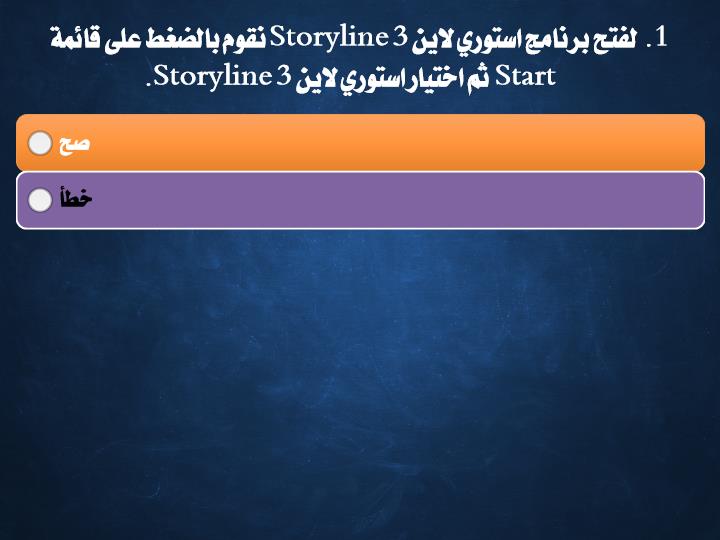 1. لفتح برنامج استوري لاين Storyline 3 نقوم بالضغط على قائمة
Start ثم اختيار استوري لاين Storyline 3.
صح
خطأ